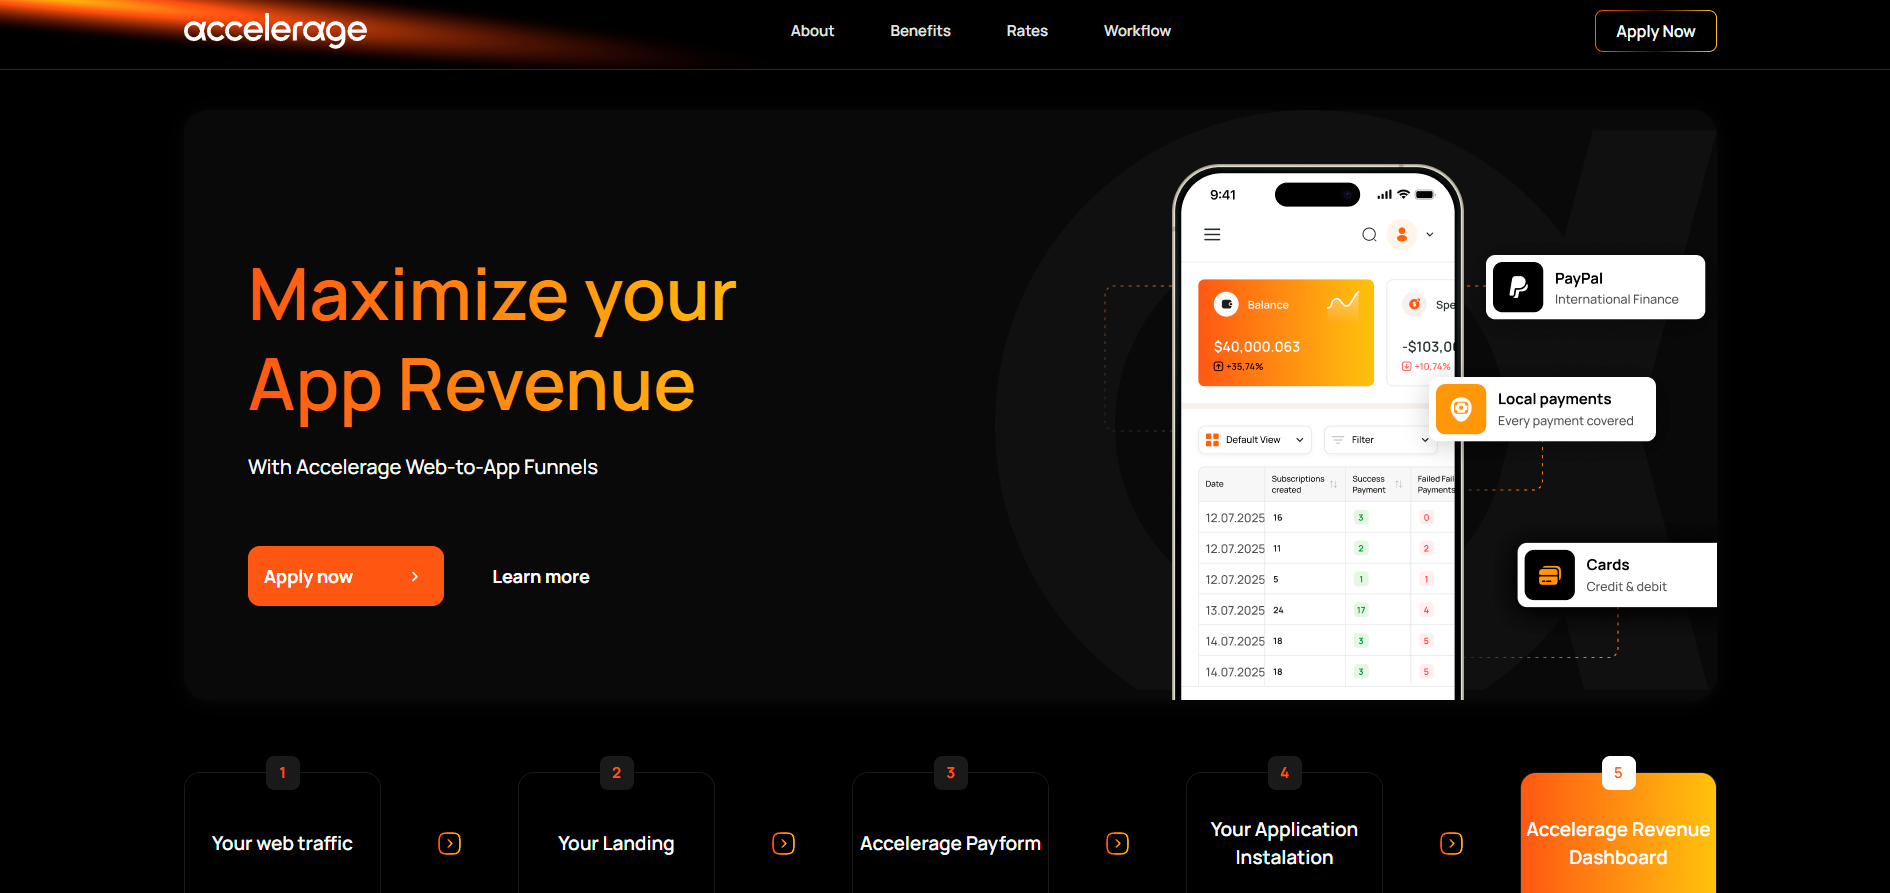 accelerage
About
Benefits
Rates
Workflow
Apply Now
Maximize your
App Revenue
With Accelerage Web-to-App Funnels
Apply now
Learn more
9:41
Balance
$40,000.063
+35,74%
Spe
-$103,0
+10,74%
Default View
Filter
Date
Subscriptions created
Success Payment
Failed Fail Payments
12.07.2025 16 3 0
12.07.2025 11 2 2
12.07.2025 5 1 1
13.07.2025 24 17 4
14.07.2025 18 3 5
14.07.2025 18 3 5
PayPal
International Finance
Local payments
Every payment covered
Cards
Credit & debit
1
Your web traffic
2
Your Landing
3
Accelerage Payform
4
Your Application
Instalation
5
Accelerage Revenue
Dashboard